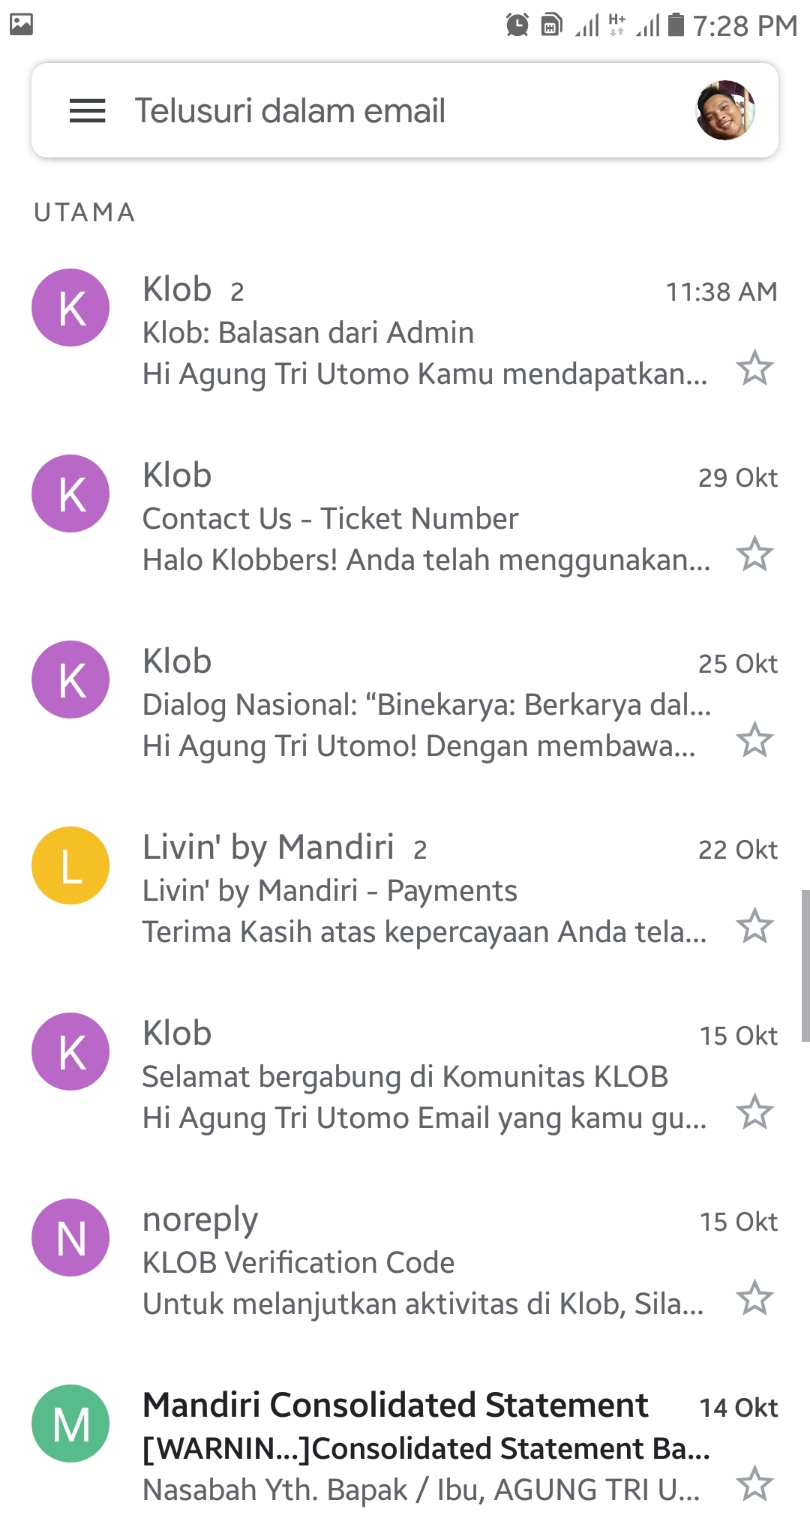 H+ 7:28 PM
Telusuri dalam email
UTAMA
K
Klob 2 11:38 AM
Klob: Balasan dari Admin
Hi Agung Tri Utomo Kamu mendapatkan...
K
Klob 29 Okt
Contact Us - Ticket Number
Halo Klobbers! Anda telah menggunakan...
K
Klob 25 Okt
Dialog Nasional: “Binekarya: Berkarya dal...
Hi Agung Tri Utomo! Dengan membawa...
L
Livin' by Mandiri 2 22 Okt
Livin' by Mandiri - Payments
Terima Kasih atas kepercayaan Anda tela...
K
Klob 15 Okt
Selamat bergabung di Komunitas KLOB
Hi Agung Tri Utomo Email yang kamu gu...
N
noreply 15 Okt
KLOB Verification Code
Untuk melanjutkan aktivitas di Klob, Sila...
M
Mandiri Consolidated Statement 14 Okt
[WARNIN...]Consolidated Statement Ba...
Nasabah Yth. Bapak / Ibu, AGUNG TRI U...